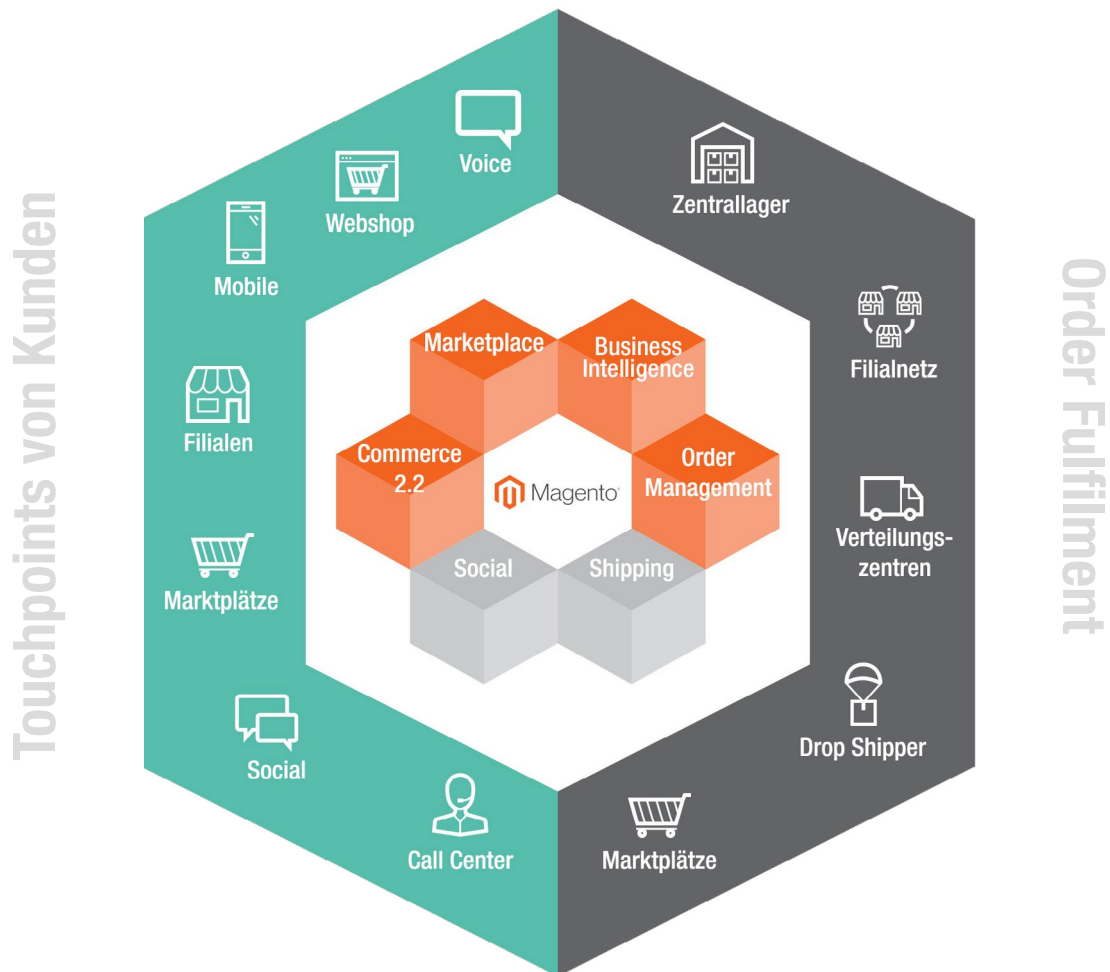 Touchpoints von Kunden
Voice
Webshop
Mobile
Filialen
Marktplätze
Social
Call Center
Marketplace
Business
Intelligence
Commerce
2.2
Magento
Order
Management
Social
Shipping
Zentrallager
Filialnetz
Verteilungs-
zentren
Drop Shipper
Marktplätze
Order Fulfilment